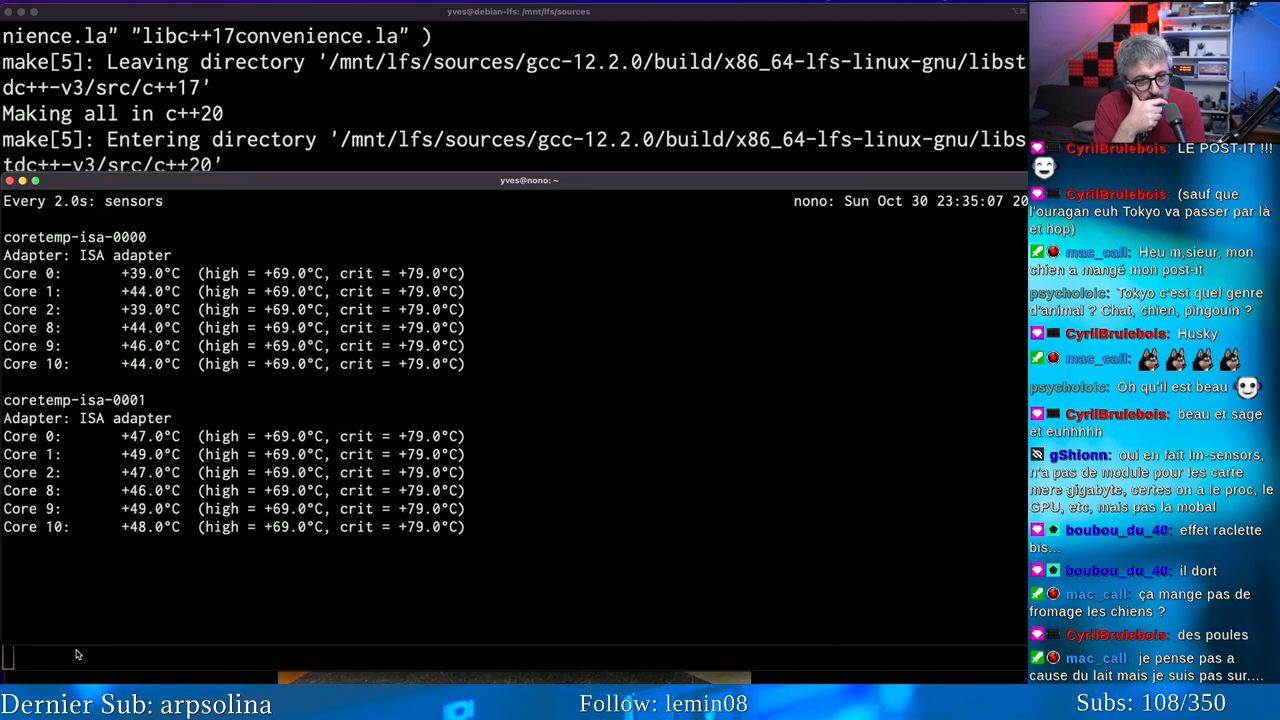 yves@debian-lfs: /mnt/lfs/sources
nience.la" "libc++17convenience.la" )
make[5]: Leaving directory '/mnt/lfs/sources/gcc-12.2.0/build/x86_64-lfs-linux-gnu/libst
dc++-v3/src/c++17'
Making all in c++20
make[5]: Entering directory '/mnt/lfs/sources/gcc-12.2.0/build/x86_64-lfs-linux-gnu/libs
tdc++-v3/src/c++20'
yves@nono: ~
Every 2.0s: sensors
nono: Sun Oct 30 23:35:07 20
coretemp-isa-0000
Adapter: ISA adapter
Core 0: +39.0°C (high = +69.0°C, crit = +79.0°C)
Core 1: +44.0°C (high = +69.0°C, crit = +79.0°C)
Core 2: +39.0°C (high = +69.0°C, crit = +79.0°C)
Core 8: +44.0°C (high = +69.0°C, crit = +79.0°C)
Core 9: +46.0°C (high = +69.0°C, crit = +79.0°C)
Core 10: +44.0°C (high = +69.0°C, crit = +79.0°C)
coretemp-isa-0001
Adapter: ISA adapter
Core 0: +47.0°C (high = +69.0°C, crit = +79.0°C)
Core 1: +49.0°C (high = +69.0°C, crit = +79.0°C)
Core 2: +47.0°C (high = +69.0°C, crit = +79.0°C)
Core 8: +46.0°C (high = +69.0°C, crit = +79.0°C)
Core 9: +49.0°C (high = +69.0°C, crit = +79.0°C)
Core 10: +48.0°C (high = +69.0°C, crit = +79.0°C)
CyrilBrulebois: LE POST-IT !!!
CyrilBrulebois: (sauf que
l'ouragan euh Tokyo va passer par là
et hop)
mac_call: Heu m,sieur, mon
chien a mangé mon post-it
psycholoic: Tokyo c'est quel genre
d'animal ? Chat, chien, pingouin ?
CyrilBrulebois: Husky
mac_call:
psycholoic: Oh qu'il est beau
CyrilBrulebois: beau et sage
et euhhhhh
gShionn: oui en fait lm-sensors,
n'a pas de module pour les carte
mere gigabyte, certes on a le proc, le
GPU, etc, mais pas la mobal
boubou_du_40: effet raclette
bis...
boubou_du_40: il dort
mac_call: ça mange pas de
fromage les chiens ?
CyrilBrulebois: des poules
mac_call: je pense pas a
cause du lait mais je suis pas sur....
Dernier Sub: arpsolina
Follow: lemin08
Subs: 108/350